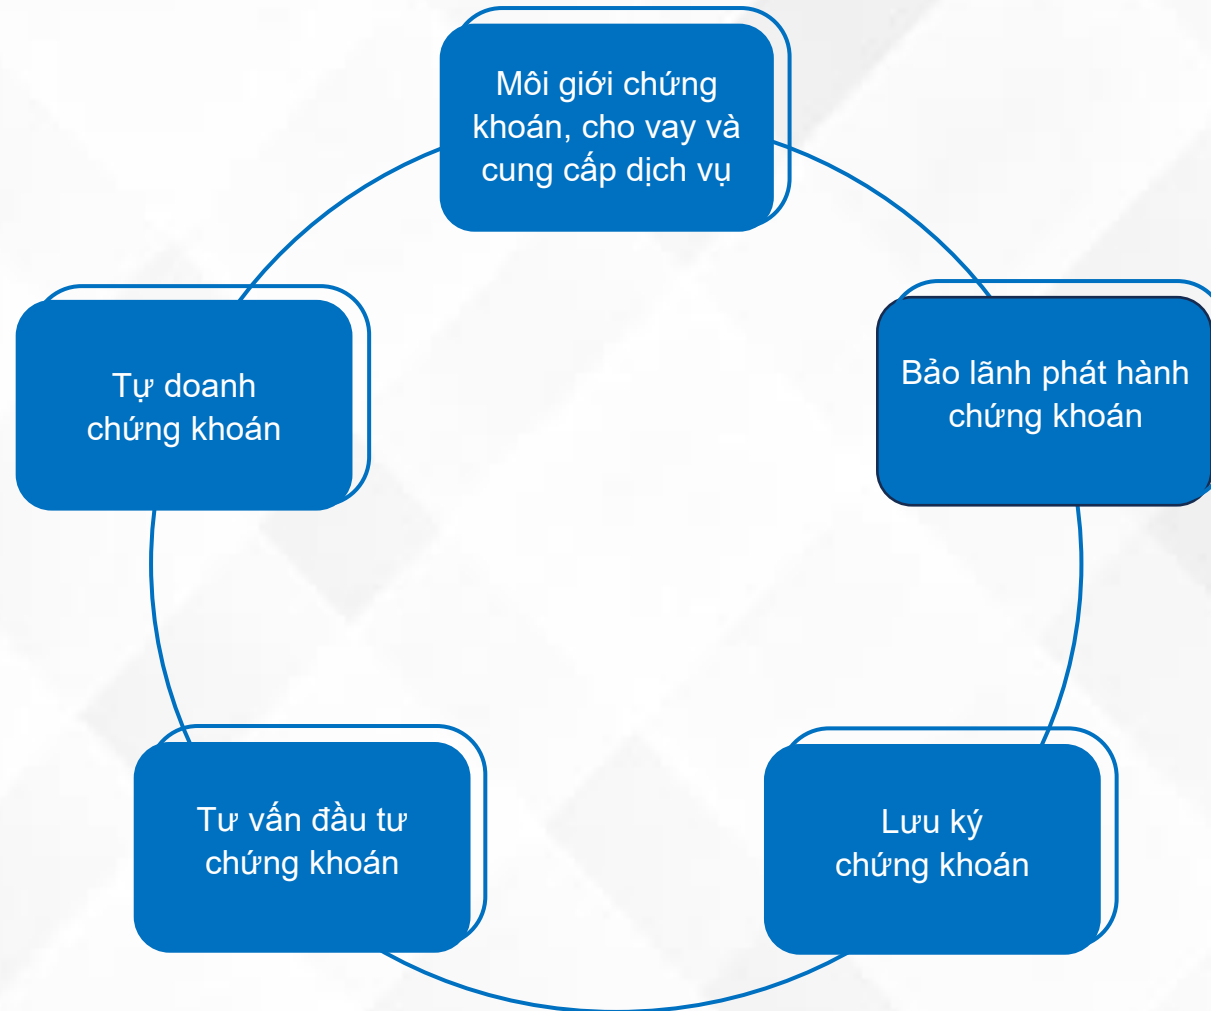 Môi giới chứng
khoán, cho vay và
cung cấp dịch vụ
Tự doanh
chứng khoán
Bảo lãnh phát hành
chứng khoán
Tư vấn đầu tư
chứng khoán
Lưu ký
chứng khoán